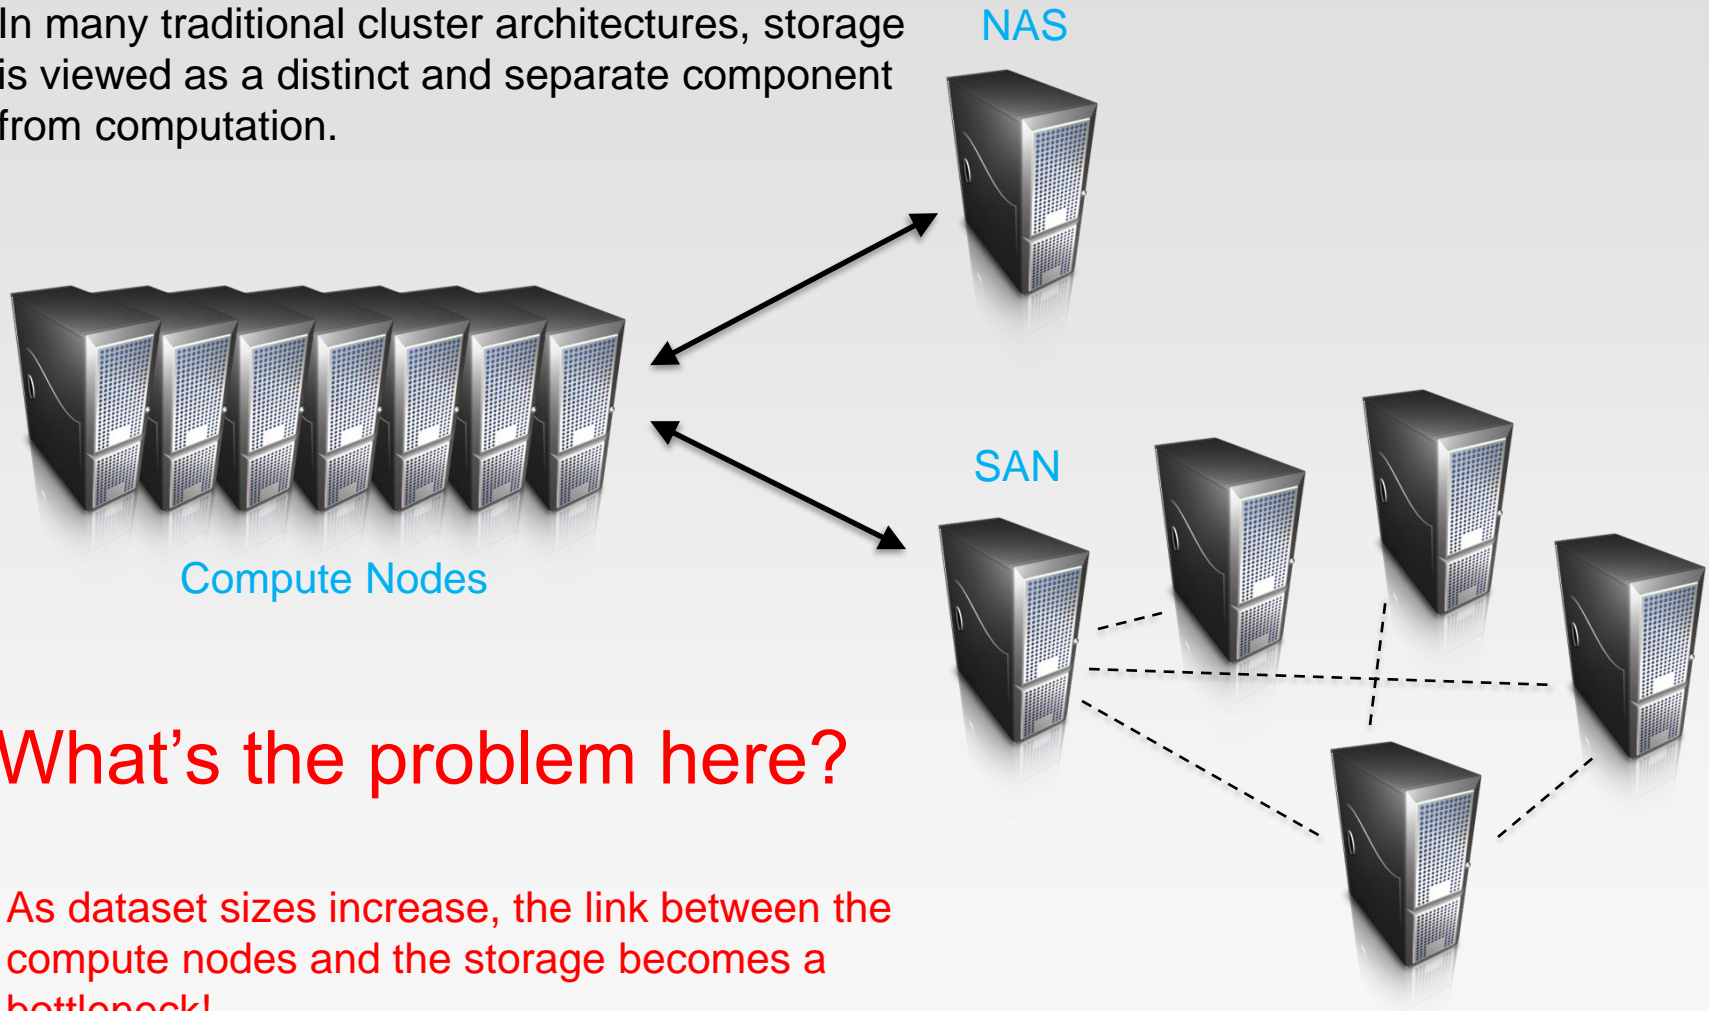 In many traditional cluster architectures, storage
is viewed as a distinct and separate component
from computation.
NAS
SAN
Compute Nodes
What's the problem here?
As dataset sizes increase, the link between the
compute nodes and the storage becomes a
bottleneck!